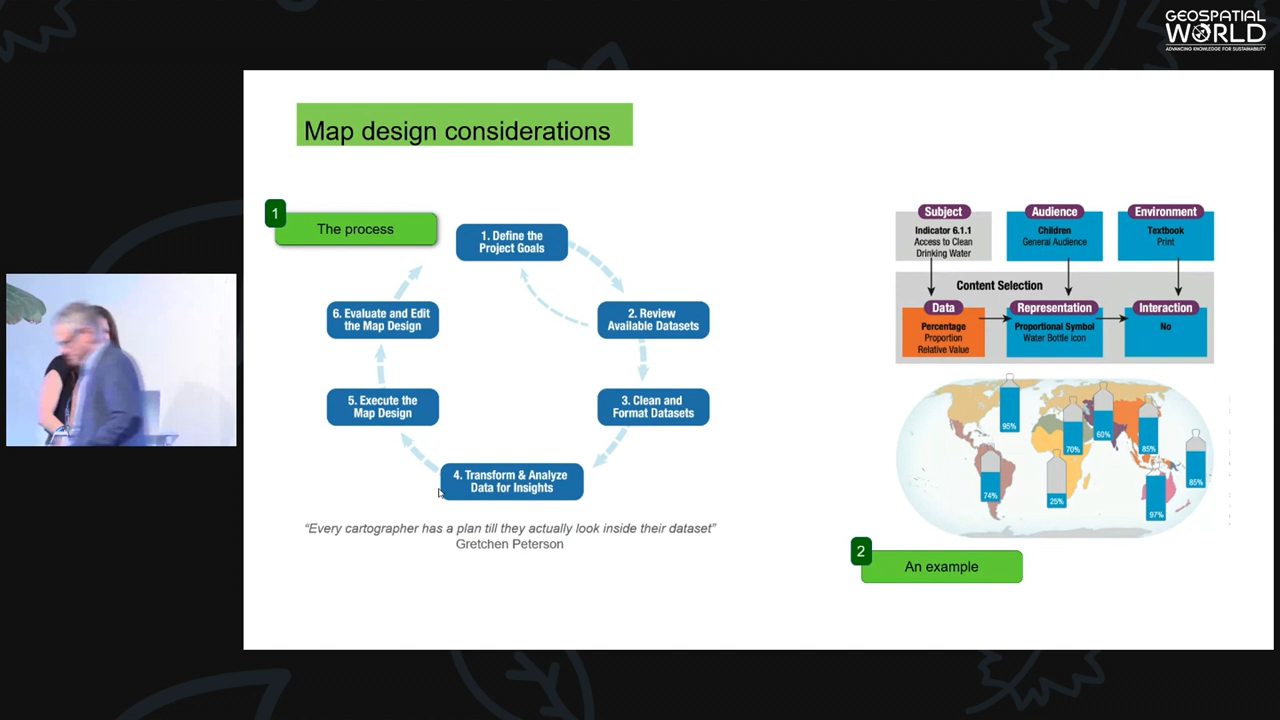 GEOSPATIAL
WORLD
ADVANCING KNOWLEDGE FOR SUSTAINABILITY
Map design considerations
1
The process
1. Define the
Project Goals
2. Review
Available Datasets
3. Clean and
Format Datasets
4. Transform & Analyze
Data for Insights
5. Execute the
Map Design
6. Evaluate and Edit
the Map Design
“Every cartographer has a plan till they actually look inside their dataset”
Gretchen Peterson
Subject
Indicator 6.1.1
Access to Clean
Drinking Water
Audience
Children
General Audience
Environment
Textbook
Print
Content Selection
Data
Percentage
Proportion
Relative Value
Representation
Proportional Symbol
Water Bottle Icon
Interaction
No
95%
70%
60%
85%
85%
74%
25%
97%
2
An example